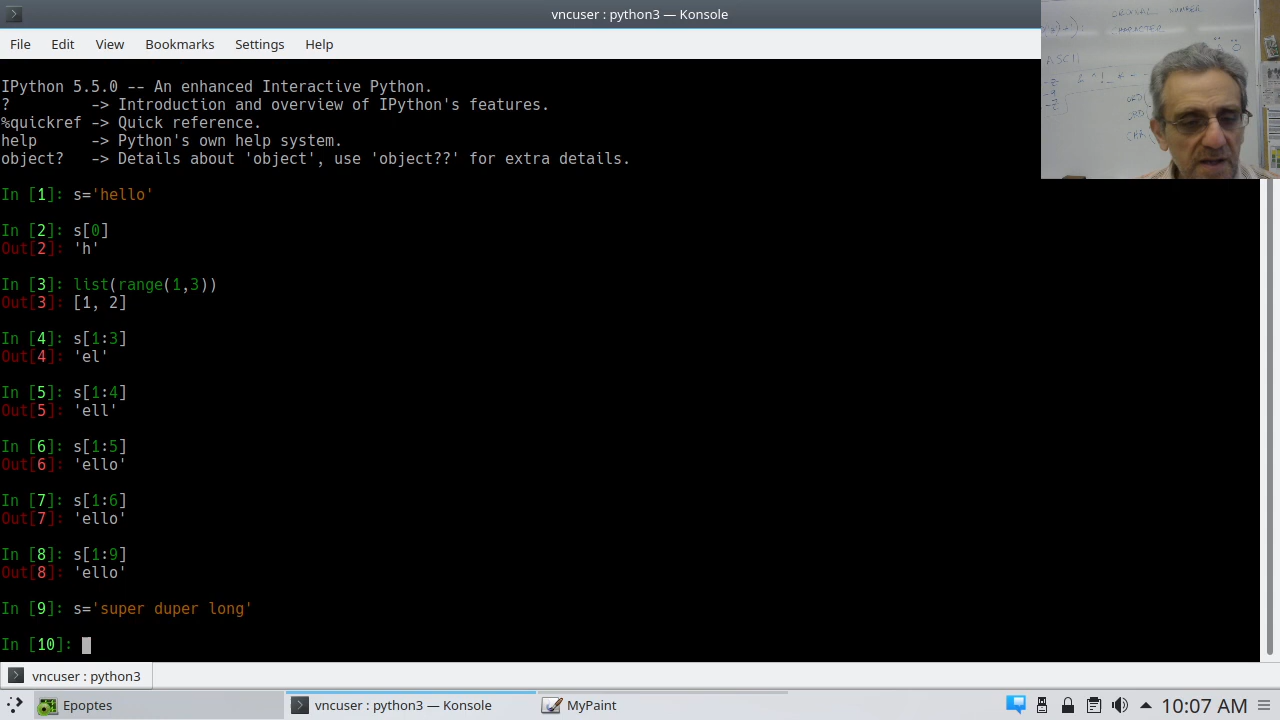 vncuser : python3 — Konsole
File Edit View Bookmarks Settings Help
IPython 5.5.0 -- An enhanced Interactive Python.
? -> Introduction and overview of IPython's features.
%quickref -> Quick reference.
help -> Python's own help system.
object? -> Details about 'object', use 'object??' for extra details.
In [1]: s='hello'
In [2]: s[0]
Out[2]: 'h'
In [3]: list(range(1,3))
Out[3]: [1, 2]
In [4]: s[1:3]
Out[4]: 'el'
In [5]: s[1:4]
Out[5]: 'ell'
In [6]: s[1:5]
Out[6]: 'ello'
In [7]: s[1:6]
Out[7]: 'ello'
In [8]: s[1:9]
Out[8]: 'ello'
In [9]: s='super duper long'
In [10]:
ORDINAL NUMBER
CHARACTER
ASCII
vncuser : python3
Epoptes
vncuser : python3 — Konsole
MyPaint
10:07 AM